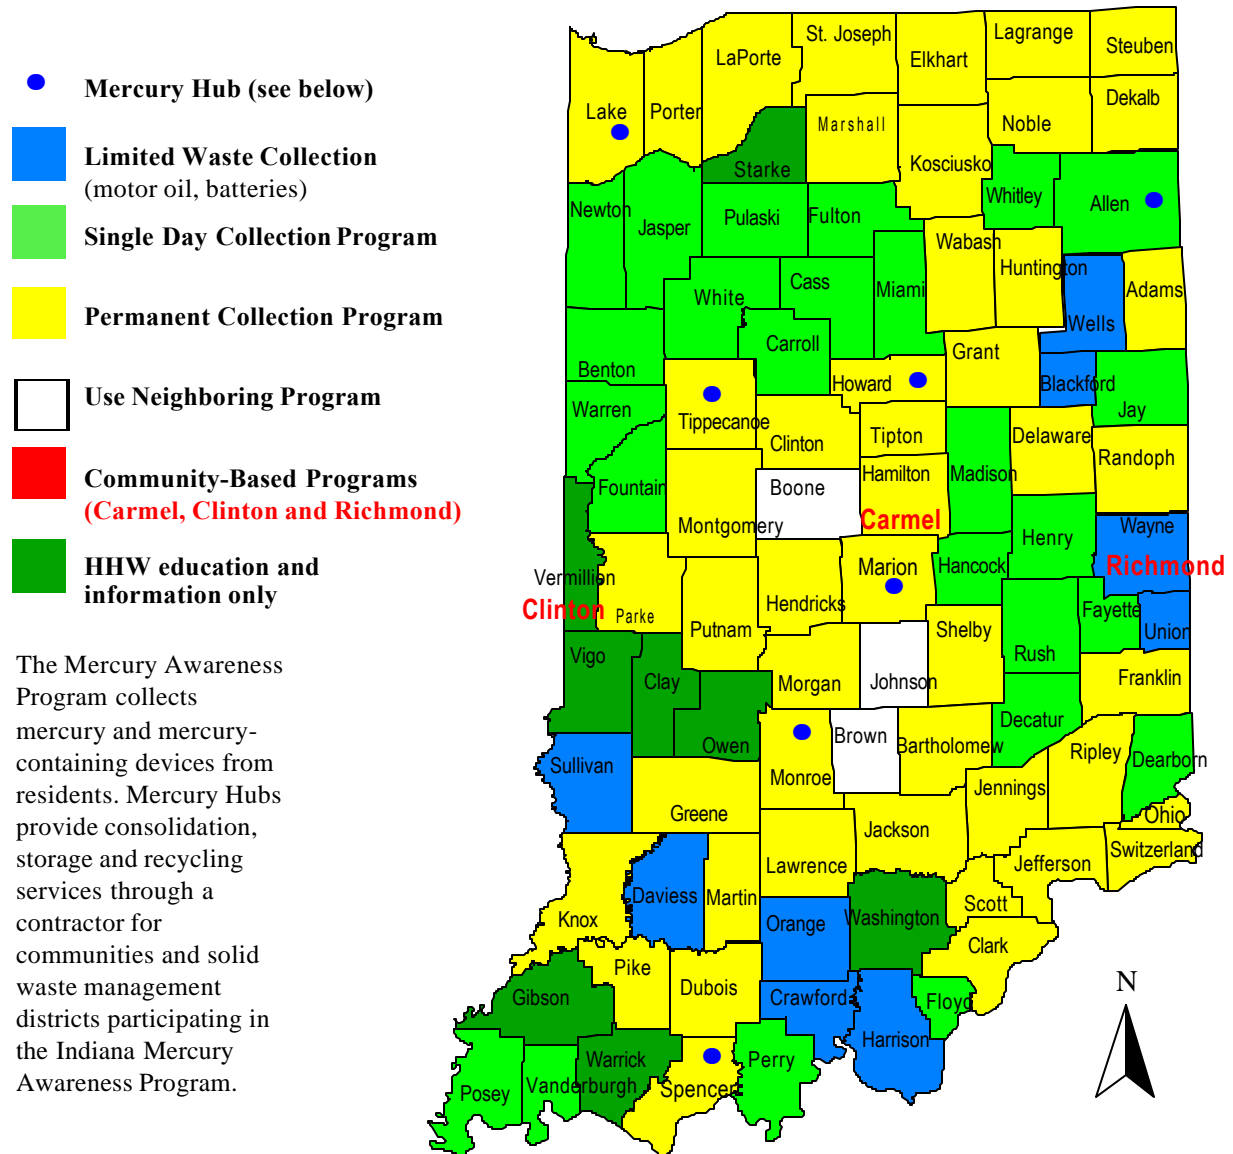 Mercury Hub (see below)
Limited Waste Collection
(motor oil, batteries)
Single Day Collection Program
Permanent Collection Program
Use Neighboring Program
Community-Based Programs
(Carmel, Clinton and Richmond)
HHW education and
information only
The Mercury Awareness
Program collects
mercury and mercury-
containing devices from
residents. Mercury Hubs
provide consolidation,
storage and recycling
services through a
contractor for
communities and solid
waste management
districts participating in
the Indiana Mercury
Awareness Program.
Lake
Porter
LaPorte
St. Joseph
Elkhart
Lagrange
Steuben
Dekalb
Noble
Marshall
Kosciusko
Starke
Whitley
Allen
Newton
Jasper
Pulaski
Fulton
Wabash
Huntington
White
Cass
Miami
Wells
Adams
Benton
Carroll
Grant
Howard
Blackford
Jay
Warren
Tippecanoe
Clinton
Tipton
Delaware
Randoph
Fountain
Boone
Hamilton
Madison
Montgomery
Carmel
Henry
Wayne
Richmond
Vermillion
Clinton
Parke
Putnam
Hendricks
Marion
Hancock
Fayette
Union
Shelby
Rush
Vigo
Clay
Morgan
Johnson
Franklin
Owen
Decatur
Sullivan
Monroe
Brown
Bartholomew
Ripley
Dearborn
Greene
Jennings
Ohio
Jackson
Switzerland
Lawrence
Jefferson
Knox
Daviess
Martin
Orange
Washington
Scott
Clark
Pike
Dubois
Gibson
Crawford
Floyd
Harrison
Warrick
Perry
Posey
Vanderburgh
Spencer
N